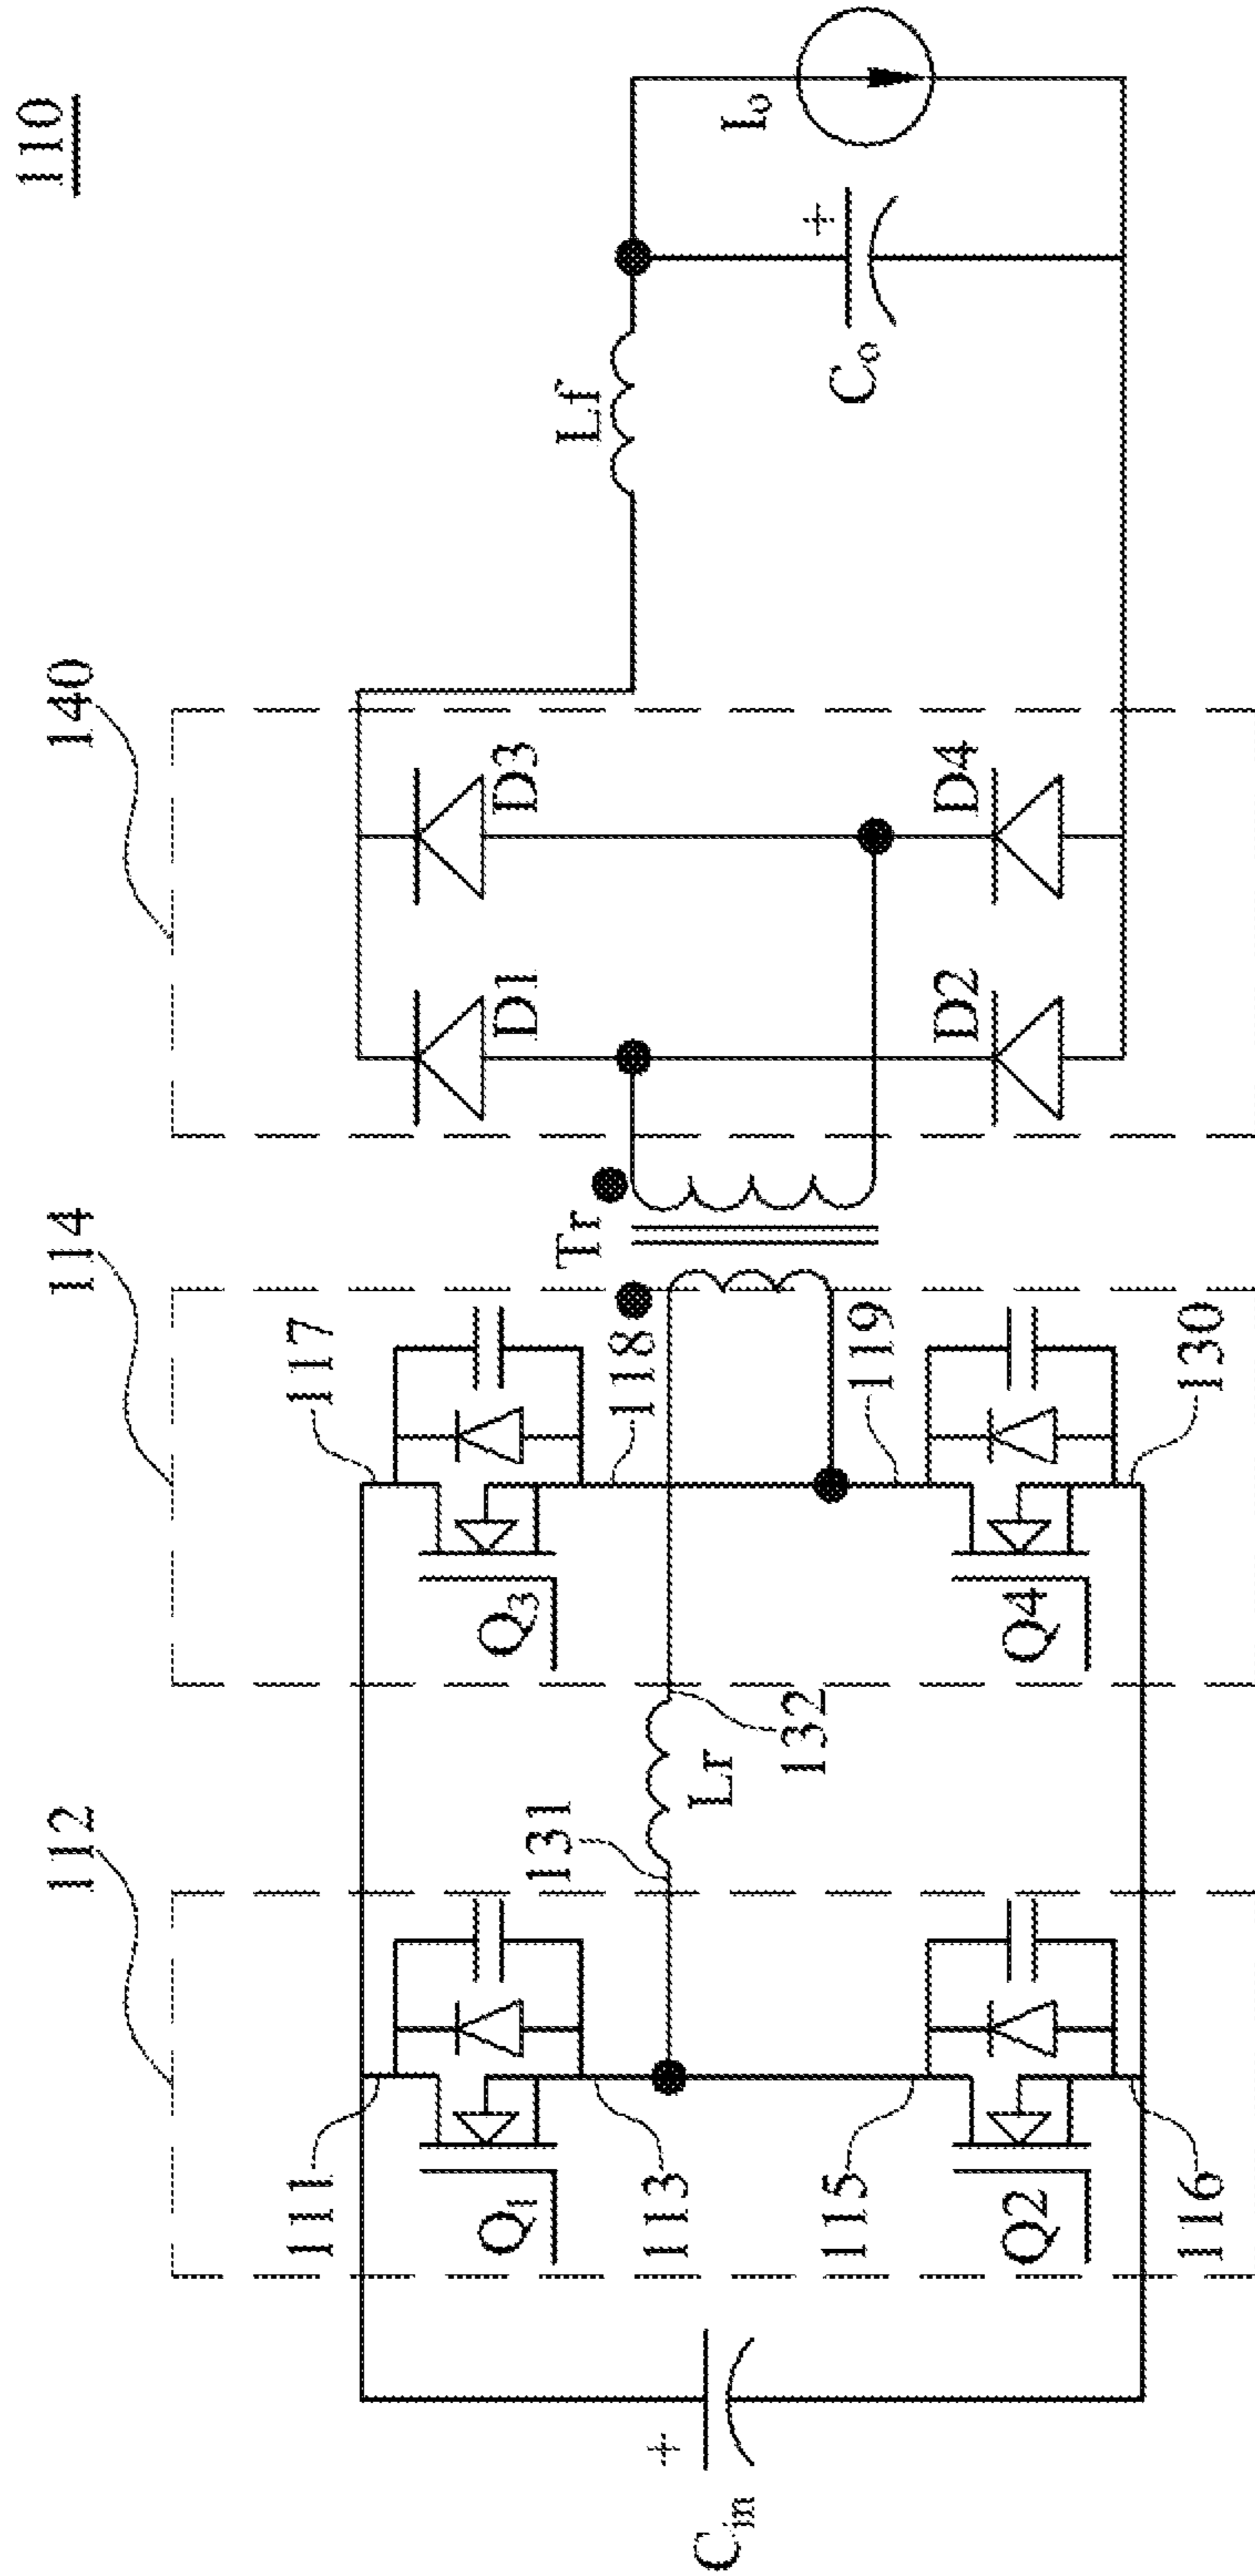 110
112
114
140
111
117
Q₁
Q₃
D1
D3
Lf
113
131
118
Tr
Lr
132
Cᵢₙ
+
115
119
Q2
Q4
D2
D4
Cₒ
+
Iₒ
116
130